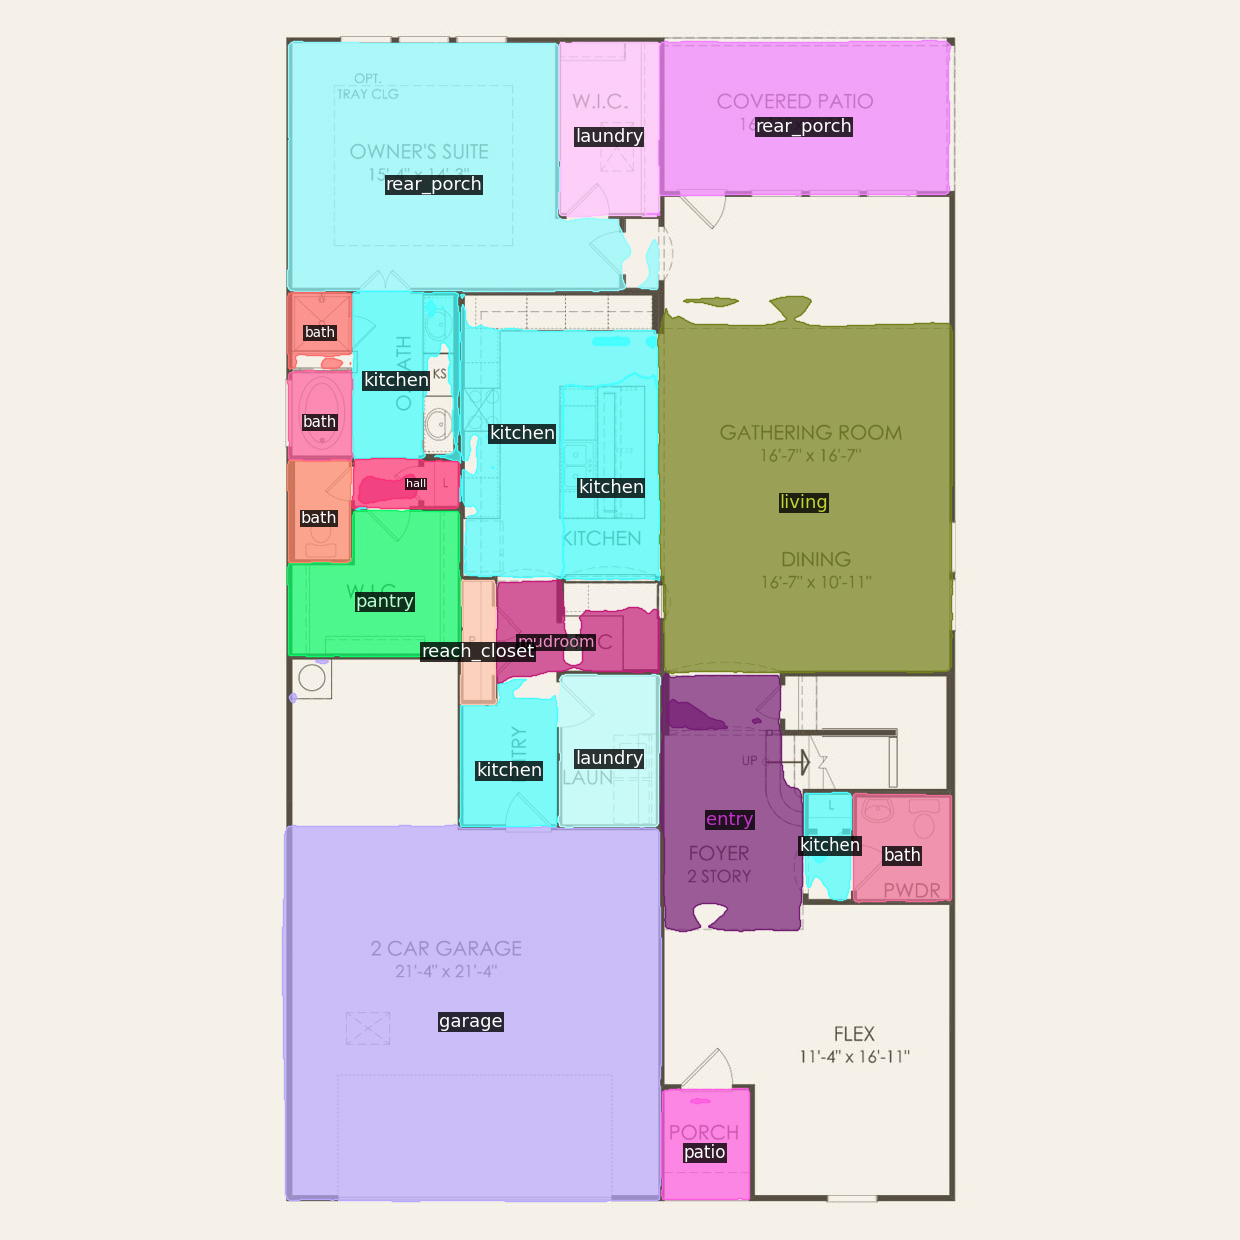 OPT.
TRAY CLG
W.I.C.
laundry
COVERED PATIO
16
rear_porch
OWNER'S SUITE
15'-4" x 14'-3"
rear_porch
bath
kitchen
KS
BATH
bath
kitchen
kitchen
KITCHEN
GATHERING ROOM
16'-7" x 16'-7"
living
DINING
16'-7" x 10'-11"
hall
L
bath
W.I.C.
pantry
mudroom
C
reach_closet
kitchen
TRY
laundry
LAUN
UP
entry
FOYER
2 STORY
L
kitchen
bath
PWDR
2 CAR GARAGE
21'-4" x 21'-4"
garage
FLEX
11'-4" x 16'-11"
PORCH
patio